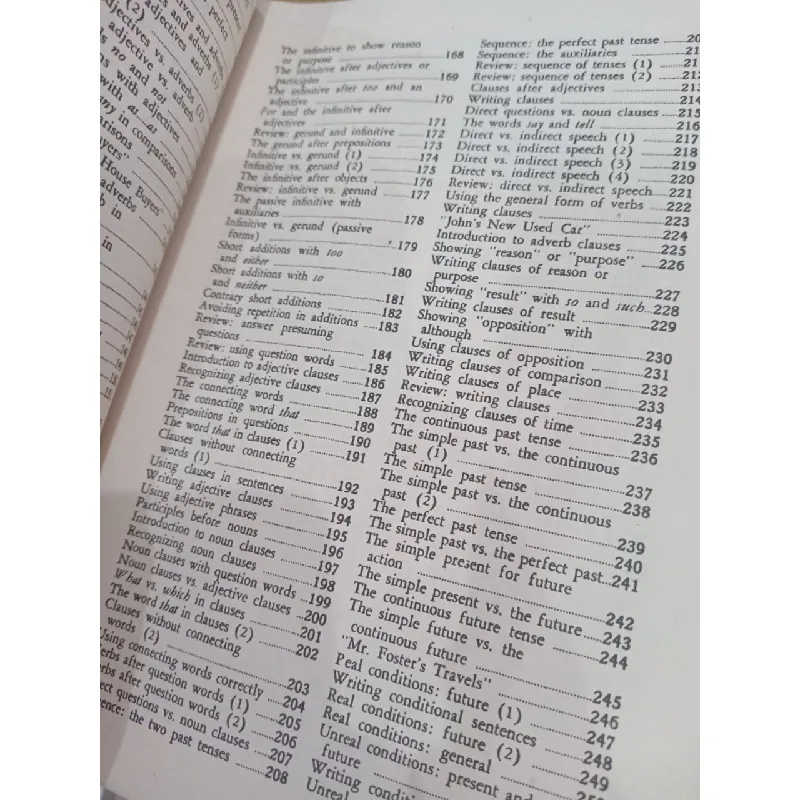 adjectives vs. adverbs (2)
no and not
with as as
in comparisons
House Buyers"
adverbs
in
The infinitive to show reason
or purpose 168
The infinitive after adjectives or
participles 169
The infinitive after too and an
adjective 170
For and the infinitive after
adjectives 171
Review: gerund and infinitive 172
The gerund after prepositions 173
Infinitive vs. gerund (1) 174
Infinitive vs. gerund (2) 175
The infinitive after objects 176
Review: infinitive vs. gerund 177
The passive infinitive with
auxiliaries 178
Infinitive vs. gerund (passive
forms) 179
Short additions with too
and either 180
Short additions with so
and neither 181
Contrary short additions 182
Avoiding repetition in additions 183
Review: answer presuming
questions 184
Review: using question words 185
Introduction to adjective clauses 186
Recognizing adjective clauses 187
The connecting words 188
The connecting word that 189
Prepositions in questions 190
The word that in clauses (1) 191
Clauses without connecting
words (1) 192
Using clauses in sentences 193
Writing adjective clauses 194
Using adjective phrases 195
Participles before nouns 196
Introduction to noun clauses 197
Recognizing noun clauses 198
Noun clauses with question words 199
Noun clauses vs. adjective clauses 200
What vs. which in clauses 201
The word that in clauses (2) 202
Clauses without connecting
words (2) 203
Using connecting words correctly 204
after question words (1) 205
after question words (2) 206
questions vs. noun clauses 207
the two past tenses 208
Sequence: the perfect past tense
Sequence: the auxiliaries
Review: sequence of tenses (1)
Review: sequence of tenses (2) 212
Clauses after adjectives 213
Writing clauses 214
Direct questions vs. noun clauses 215
The words say and tell 216
Direct vs. indirect speech (1) 217
Direct vs. indirect speech (2) 218
Direct vs. indirect speech (3) 219
Direct vs. indirect speech (4) 220
Review: direct vs. indirect speech 221
Using the general form of verbs 222
Writing clauses 223
"John's New Used Car" 224
Introduction to adverb clauses 225
Showing "reason" or "purpose" 226
Writing clauses of reason or
purpose 227
Showing "result" with so and such 228
Writing clauses of result 229
Showing "opposition" with
although 230
Using clauses of opposition 231
Writing clauses of comparison 232
Writing clauses of place 233
Review: writing clauses 234
Recognizing clauses of time 235
The continuous past tense 236
The simple past vs. the continuous
past (1) 237
The simple past tense 238
The simple past vs. the continuous
past (2) 239
The perfect past tense 240
The simple past vs. the perfect past 241
The simple present for future
action 242
The simple present vs. the future 243
The continuous future tense 244
The simple future vs. the
continuous future 245
"Mr. Foster's Travels" 246
Peal conditions: future (1) 247
Writing conditional sentences 248
Real conditions: future (2) 249
Real conditions: general
Unreal conditions: present and
future
Writing
Unreal